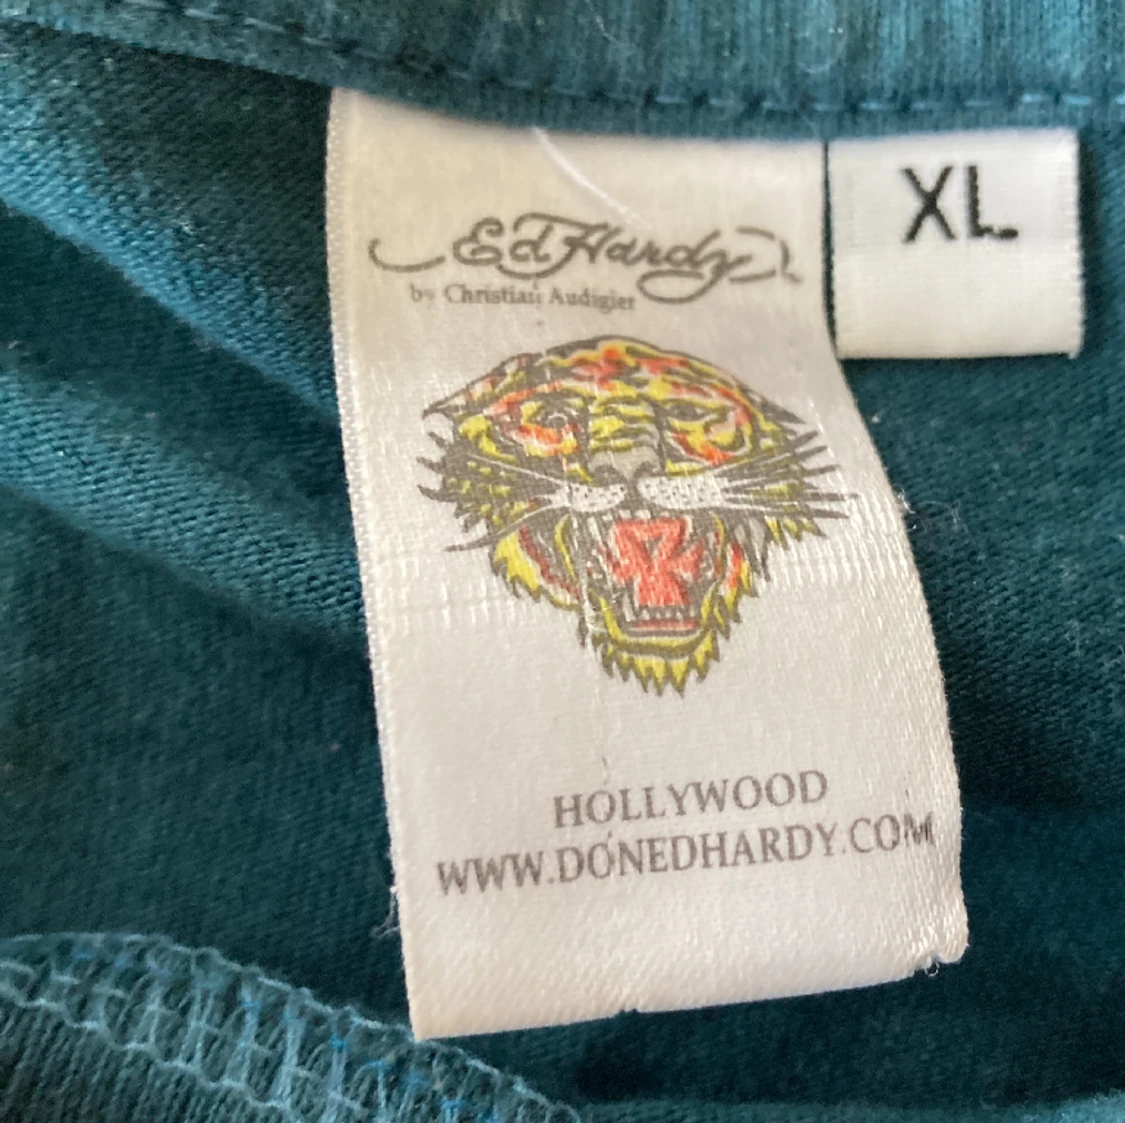 Ed Hardy
by Christian Audigier
XL
HOLLYWOOD
WWW.DONEDHARDY.COM